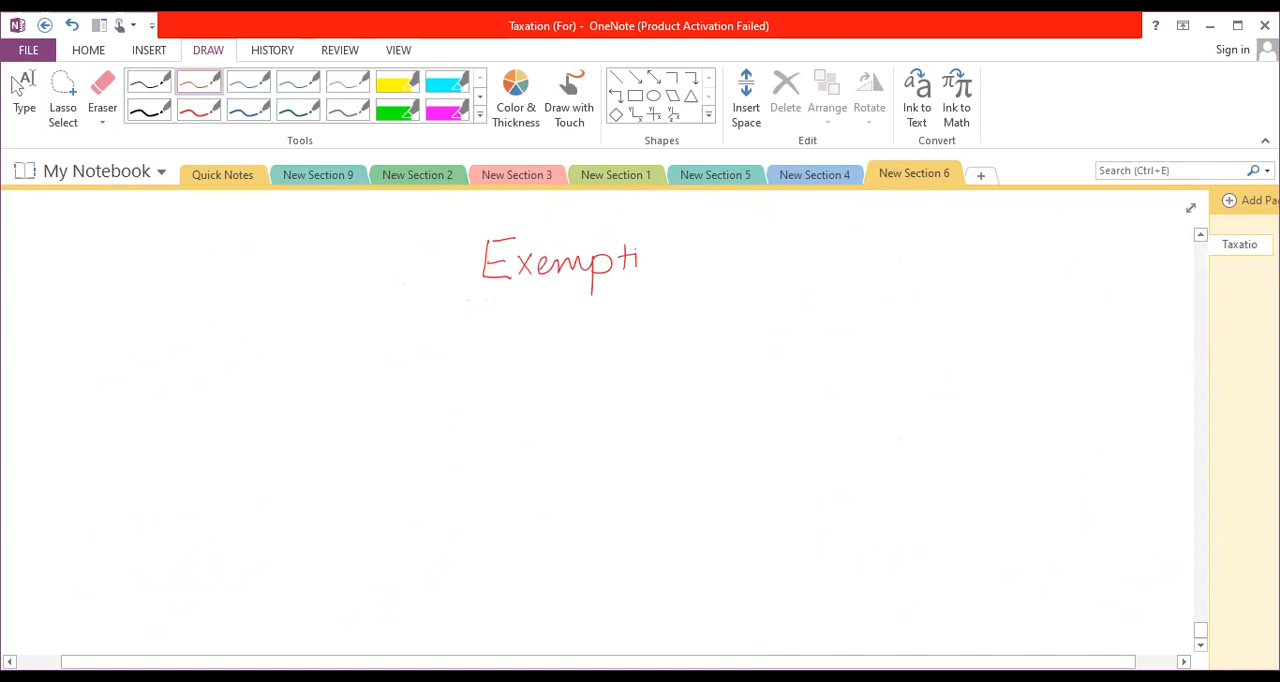 Taxation (For) - OneNote (Product Activation Failed)
FILE HOME INSERT DRAW HISTORY REVIEW VIEW Sign in
Type Lasso Select Eraser Color & Thickness Draw with Touch Insert Space Delete Arrange Rotate Ink to Text Ink to Math
Tools Shapes Edit Convert
My Notebook Quick Notes New Section 9 New Section 2 New Section 3 New Section 1 New Section 5 New Section 4 New Section 6 Search (Ctrl+E)
Add Pa
Taxatio
Exempti